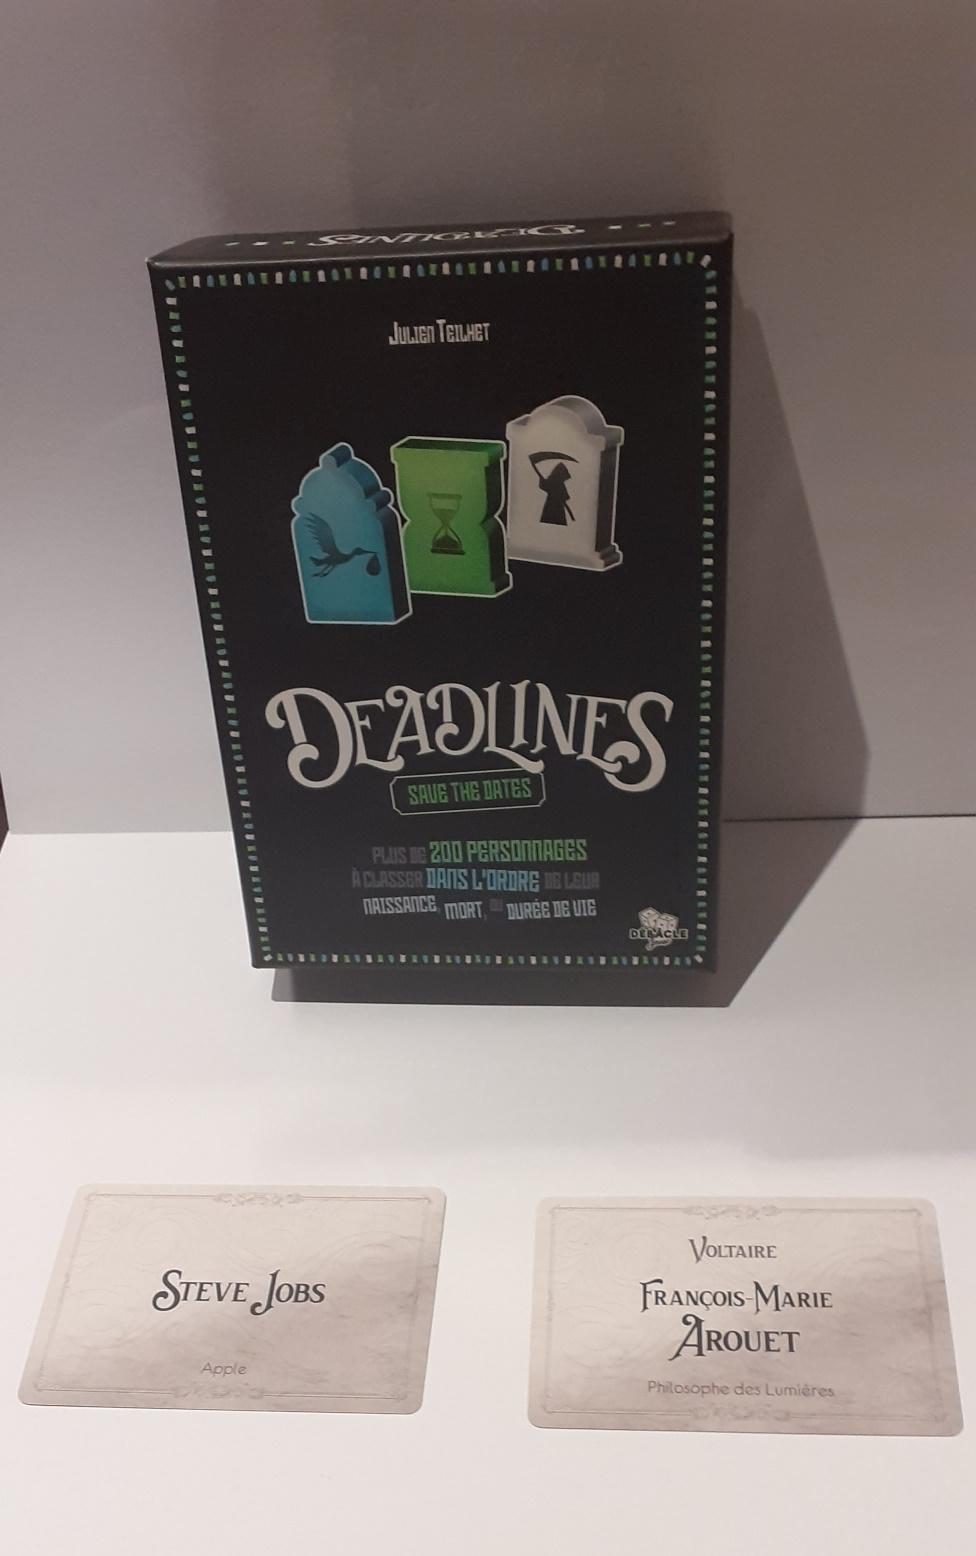 DEADLINES
JULIEN TEILHET
DEADLINES
SAVE THE DATES
PLUS DE 200 PERSONNAGES
À CLASSER DANS L'ORDRE DE LEUR
NAISSANCE, MORT, OU DURÉE DE VIE
DÉBÂCLE
STEVE JOBS
Apple
VOLTAIRE
FRANÇOIS-MARIE
AROUET
Philosophe des Lumières